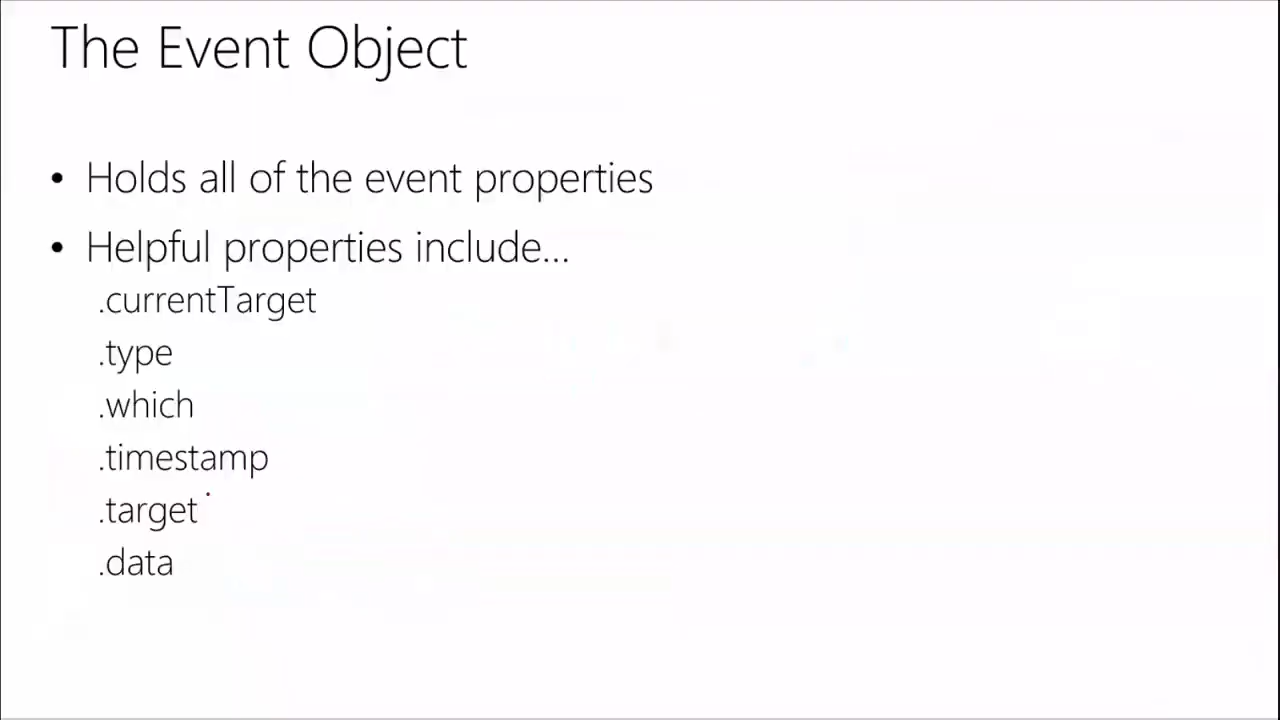 The Event Object
• Holds all of the event properties
• Helpful properties include...
.currentTarget
.type
.which
.timestamp
.target
.data